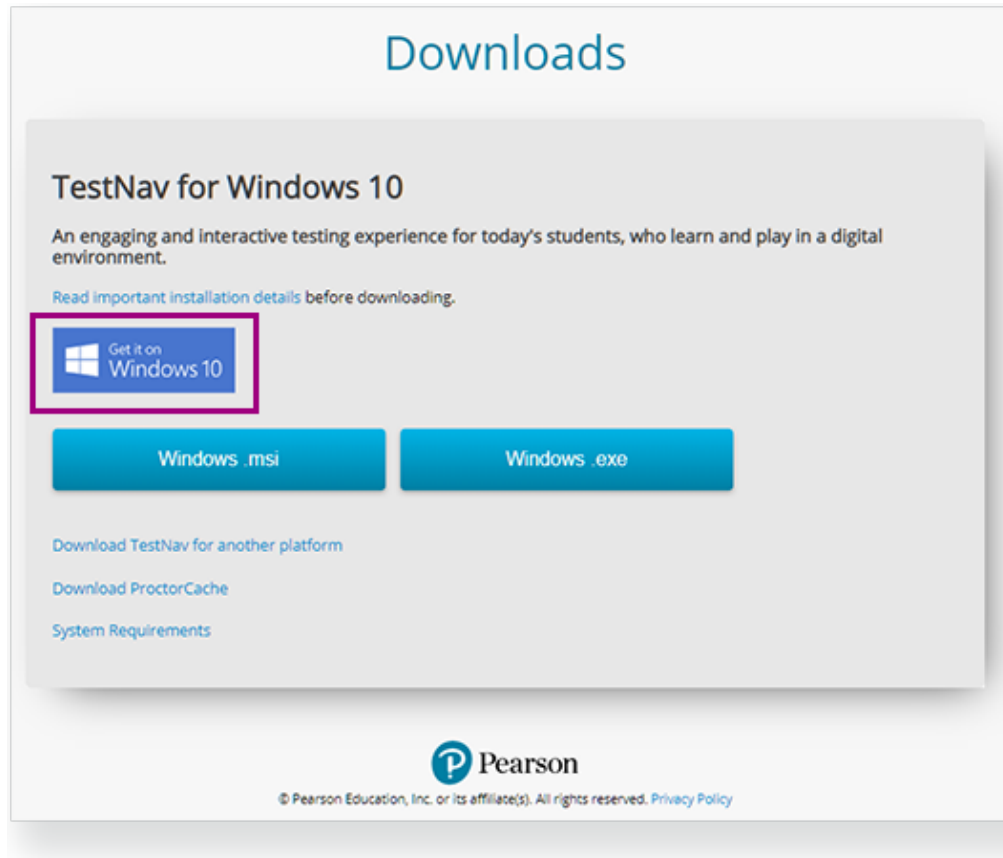 Downloads
TestNav for Windows 10
An engaging and interactive testing experience for today's students, who learn and play in a digital
environment.
Read important installation details before downloading.
Get it on
Windows 10
Windows .msi
Windows .exe
Download TestNav for another platform
Download ProctorCache
System Requirements
P Pearson
© Pearson Education, Inc. or its affiliate(s). All rights reserved. Privacy Policy